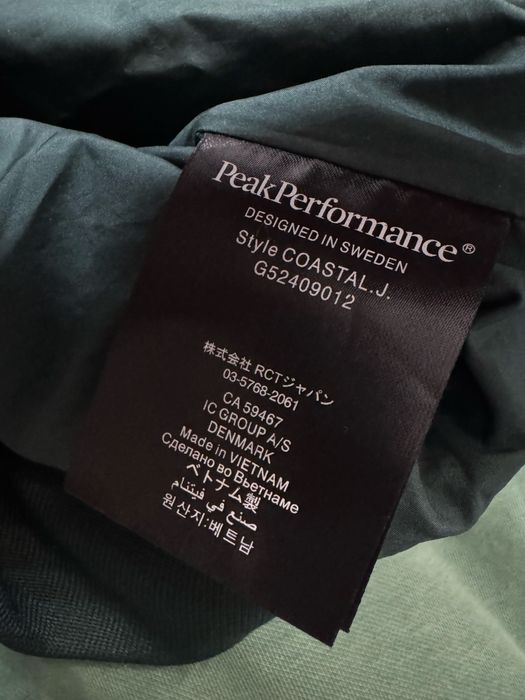 PeakPerformance®
DESIGNED IN SWEDEN
Style COASTAL.J.
G52409012
株式会社 RCTジャパン
03-5768-2061
CA 59467
IC GROUP A/S
DENMARK
Made in VIETNAM
Сделано во Вьетнаме
ベトナム製
صنع في فيتنام
원산지:베트남